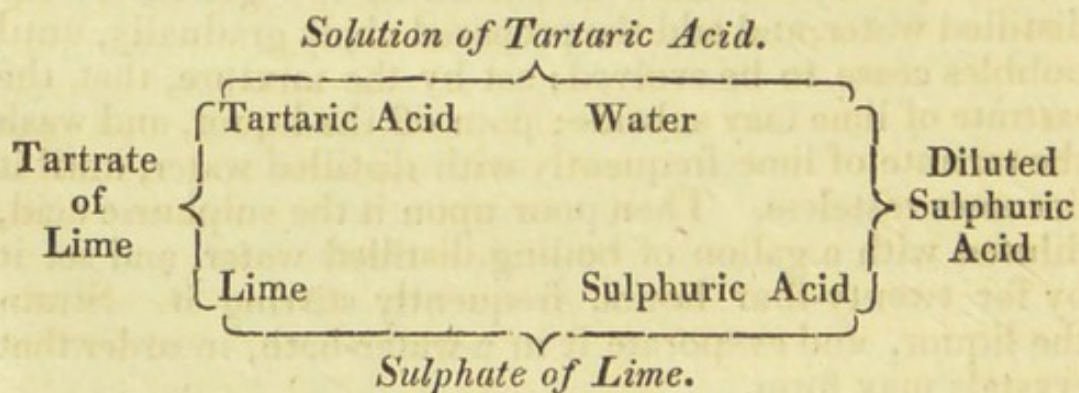 Solution of Tartaric Acid.
Tartaric Acid Water
Tartrate
of
Lime
Diluted
Sulphuric
Acid
Lime Sulphuric Acid
Sulphate of Lime.